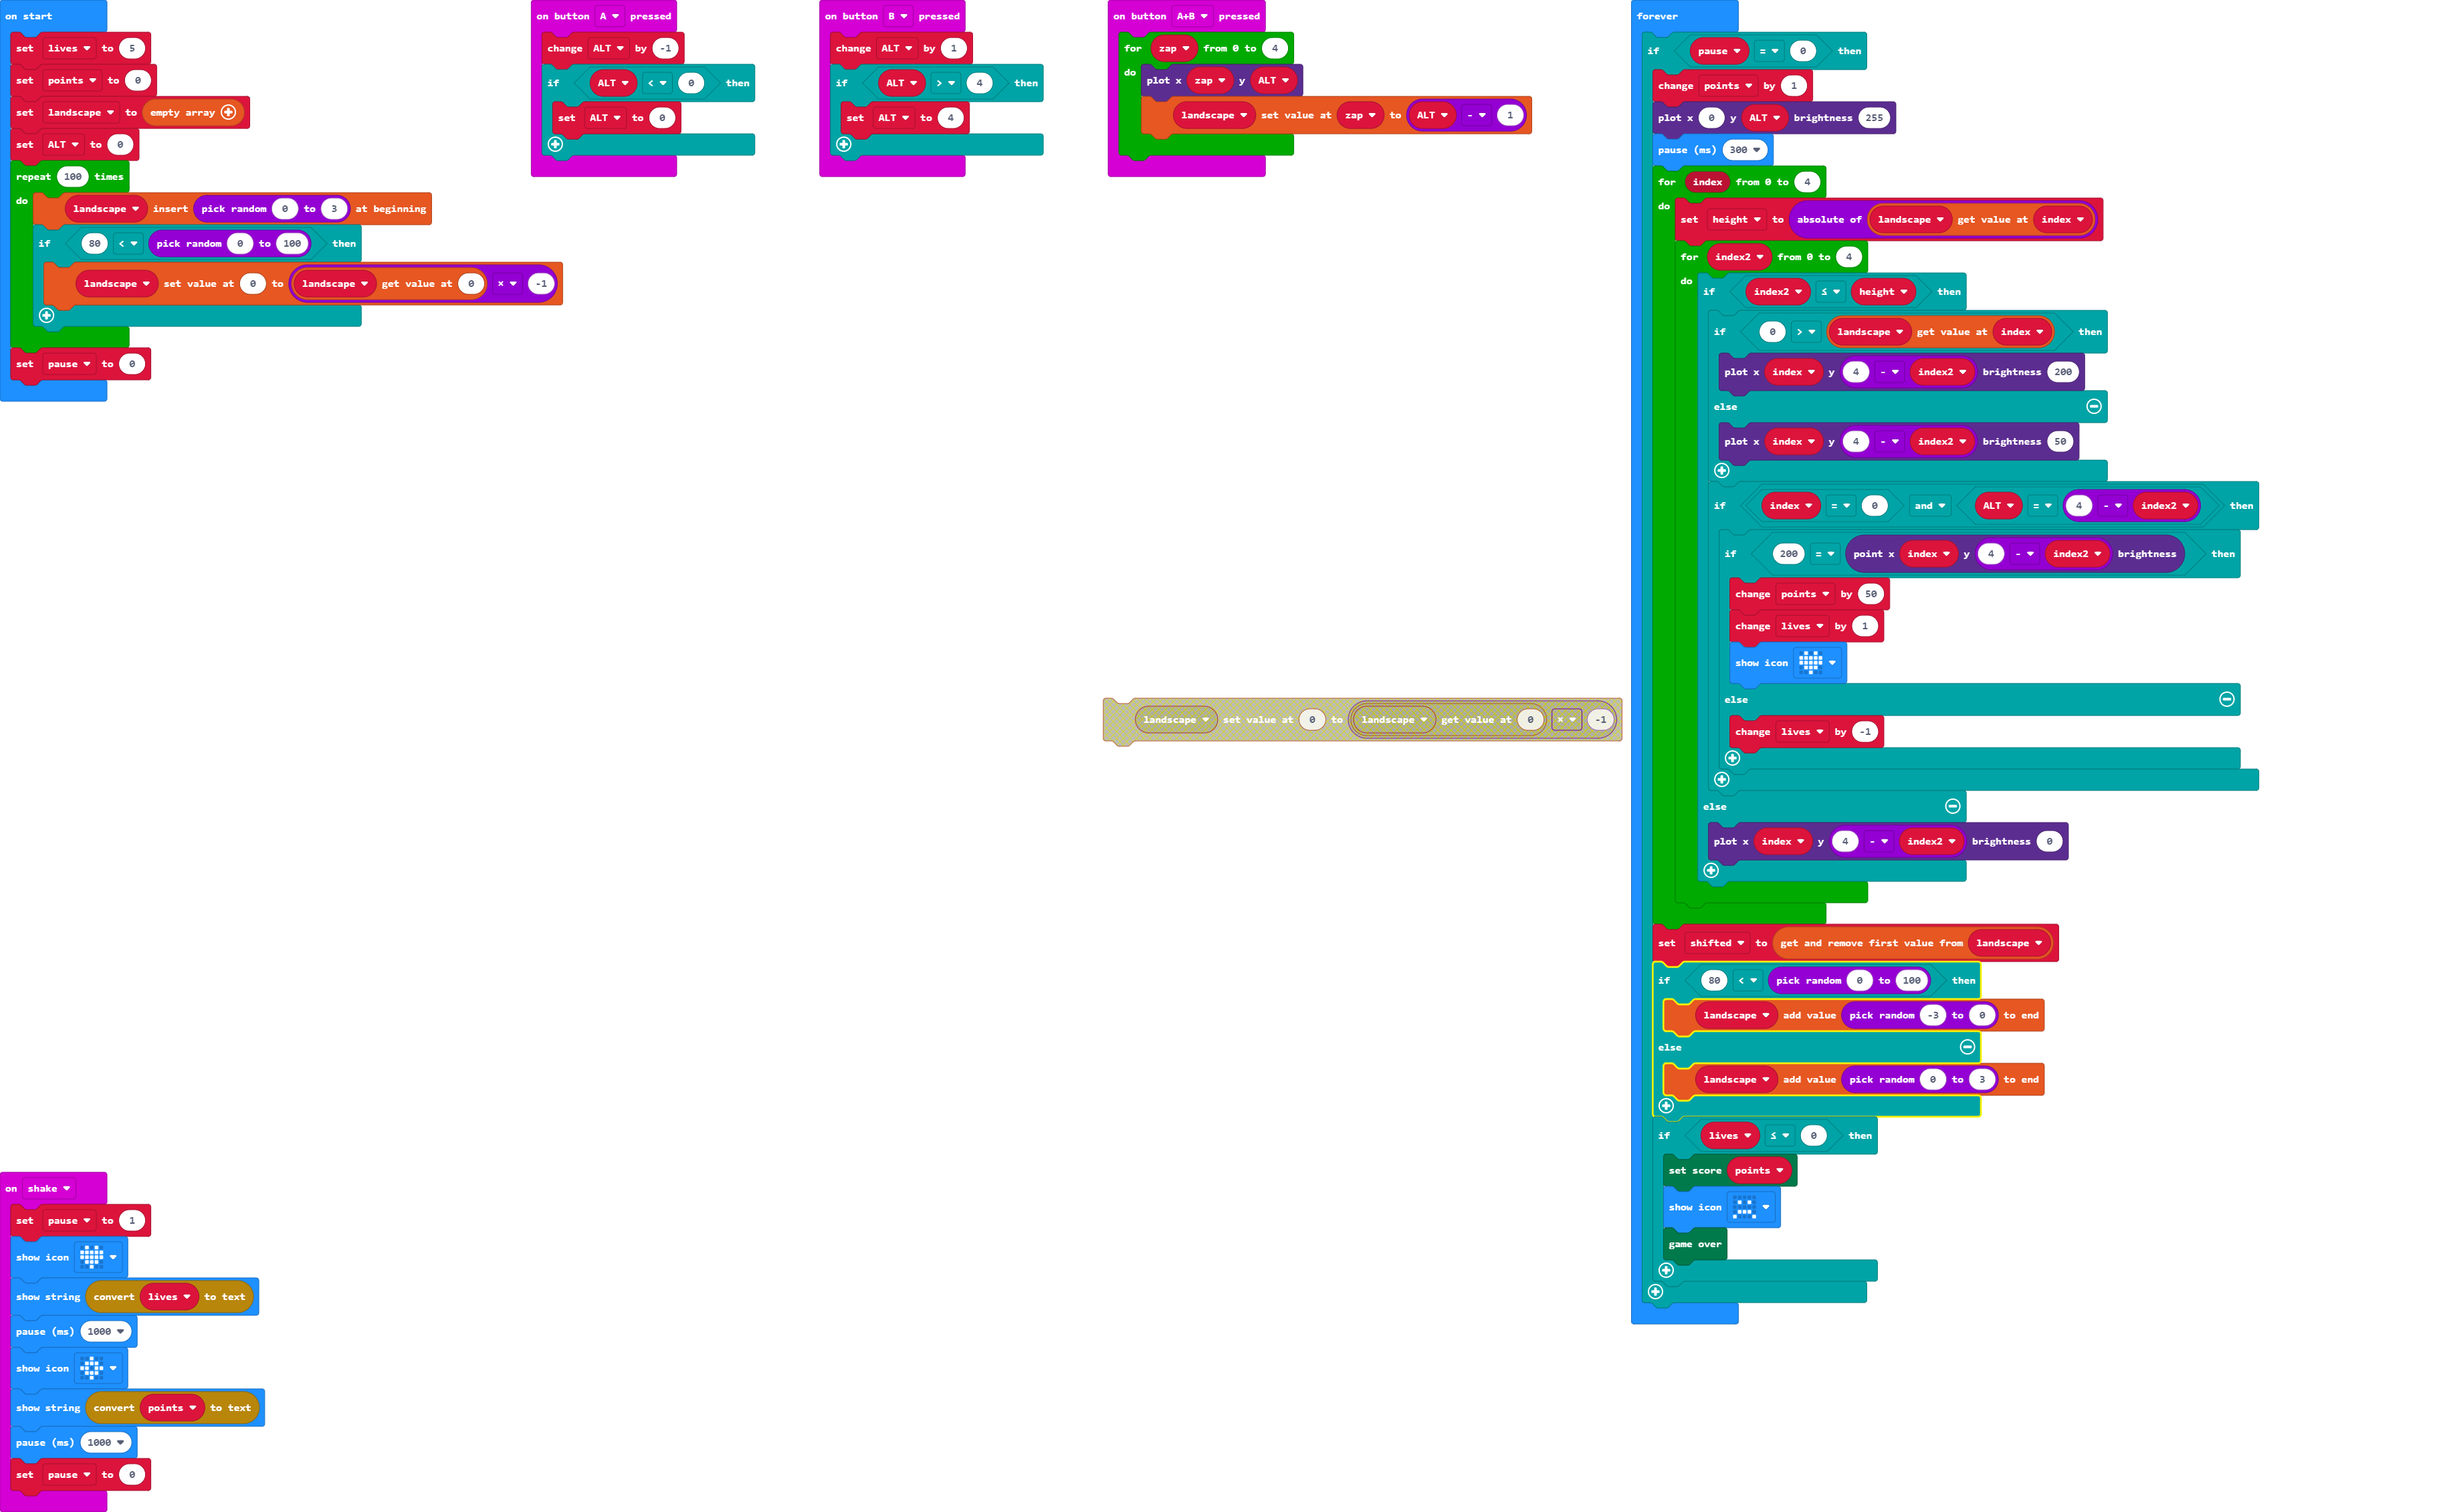 on start
set lives to 5
set points to 0
set landscape to empty array
set ALT to 0
repeat 100 times
do
landscape insert pick random 0 to 3 at beginning
if 80 < pick random 0 to 100 then
landscape set value at 0 to landscape get value at 0 × -1
set pause to 0
on button A pressed
change ALT by -1
if ALT < 0 then
set ALT to 0
on button B pressed
change ALT by 1
if ALT > 4 then
set ALT to 4
on button A+B pressed
for zap from 0 to 4
do
plot x zap y ALT
landscape set value at zap to ALT - 1
landscape set value at 0 to landscape get value at 0 × -1
forever
if pause = 0 then
change points by 1
plot x 0 y ALT brightness 255
pause (ms) 300
for index from 0 to 4
do
set height to absolute of landscape get value at index
for index2 from 0 to 4
do
if index2 ≤ height then
if 0 > landscape get value at index then
plot x index y 4 - index2 brightness 200
else
plot x index y 4 - index2 brightness 50
if index = 0 and ALT = 4 - index2 then
if 200 = point x index y 4 - index2 brightness then
change points by 50
change lives by 1
show icon
else
change lives by -1
else
plot x index y 4 - index2 brightness 0
set shifted to get and remove first value from landscape
if 80 < pick random 0 to 100 then
landscape add value pick random -3 to 0 to end
else
landscape add value pick random 0 to 3 to end
if lives ≤ 0 then
set score points
show icon
game over
on shake
set pause to 1
show icon
show string convert lives to text
pause (ms) 1000
show icon
show string convert points to text
pause (ms) 1000
set pause to 0